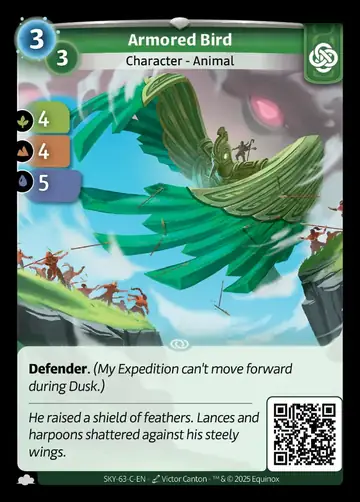 3
3
Armored Bird
Character - Animal
4
4
5
Defender. (My Expedition can't move forward
during Dusk.)
He raised a shield of feathers. Lances and
harpoons shattered against his steely
wings.
SKY-63-C-EN - Victor Canton - ™ & © 2025 Equinox